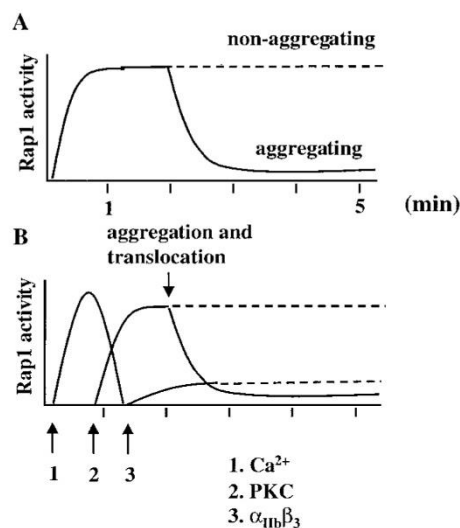 A
Rap1 activity
non-aggregating
aggregating
1
5
(min)
B
aggregation and
translocation
Rap1 activity
1
2
3
1. Ca²⁺
2. PKC
3. αIIbβ3